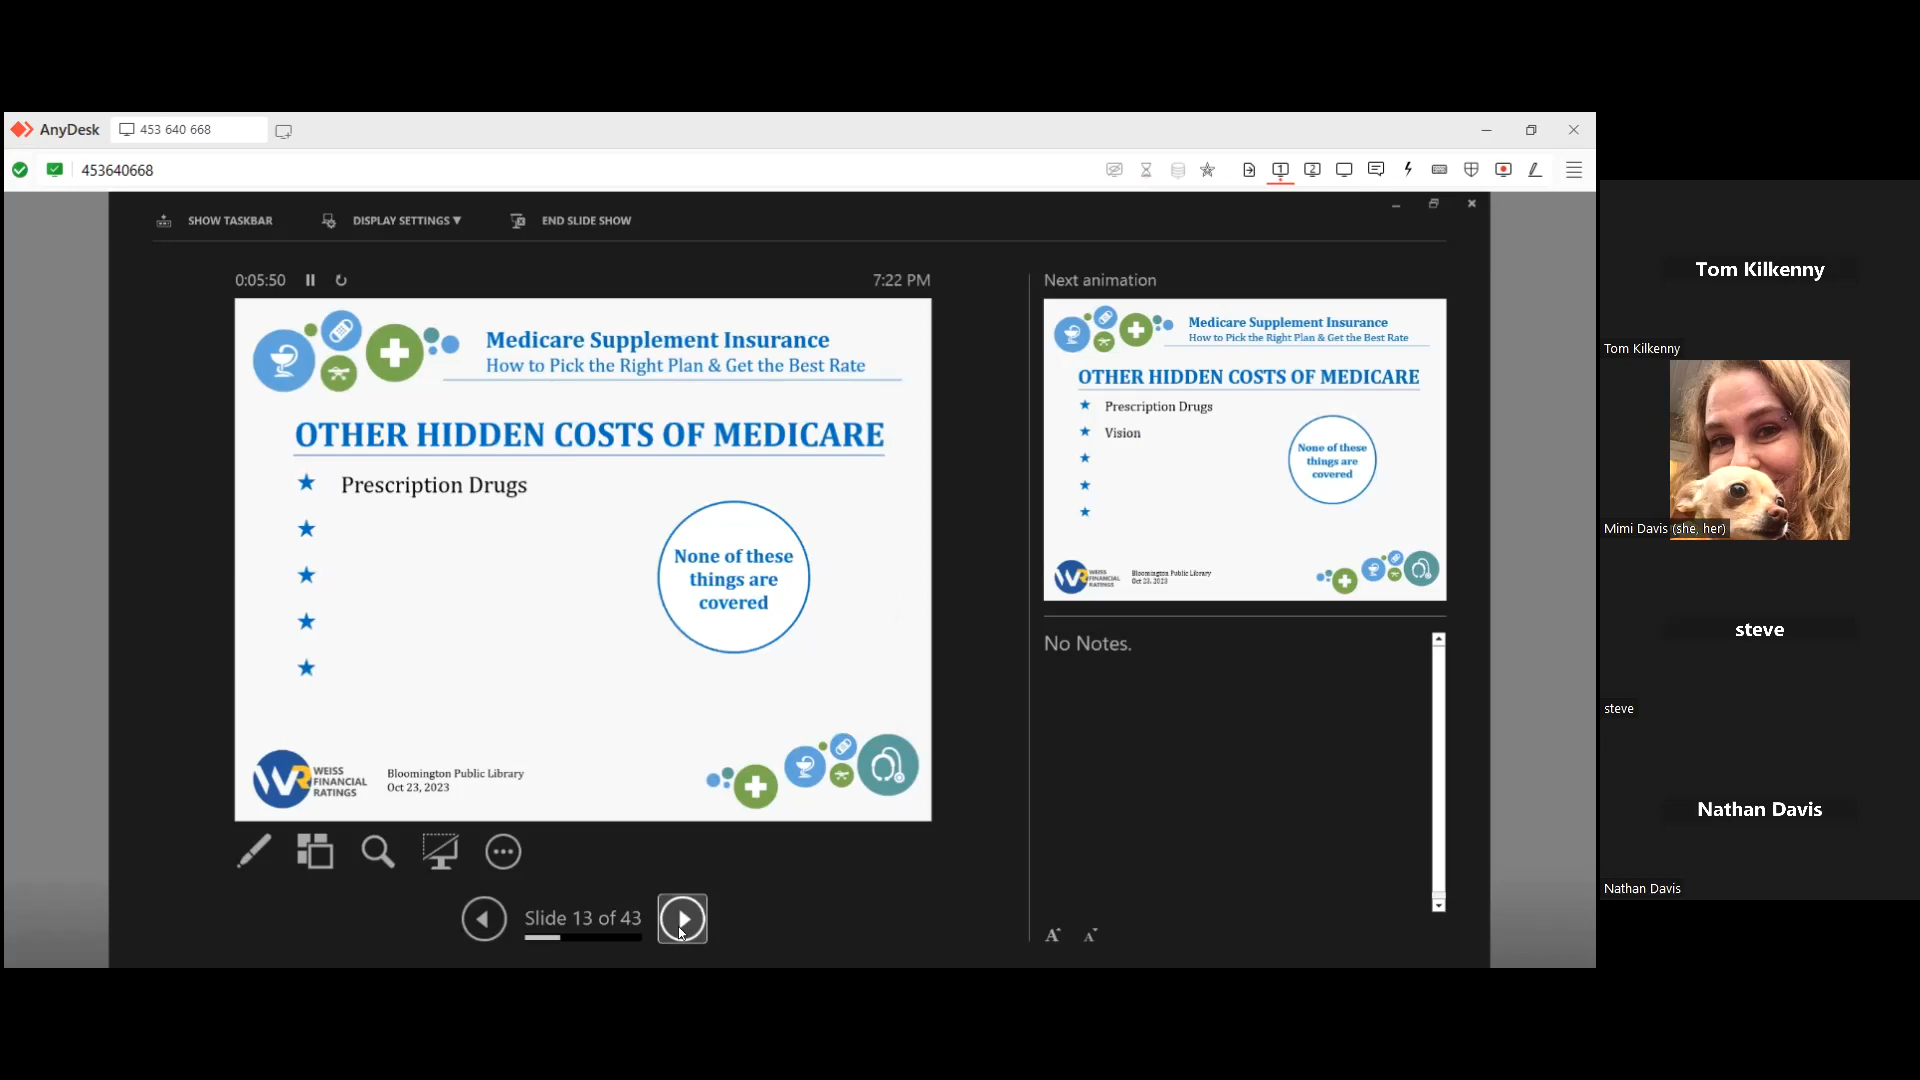 AnyDesk
453 640 668
453640668
1
2
SHOW TASKBAR
DISPLAY SETTINGS ▼
END SLIDE SHOW
0:05:50
7:22 PM
Medicare Supplement Insurance
How to Pick the Right Plan & Get the Best Rate
OTHER HIDDEN COSTS OF MEDICARE
★ Prescription Drugs
★
★
★
★
None of these
things are
covered
WR
WEISS
FINANCIAL
RATINGS
Bloomington Public Library
Oct 23, 2023
Slide 13 of 43
Next animation
Medicare Supplement Insurance
How to Pick the Right Plan & Get the Best Rate
OTHER HIDDEN COSTS OF MEDICARE
★ Prescription Drugs
★ Vision
★
★
★
None of these
things are
covered
WR
WEISS
FINANCIAL
RATINGS
Bloomington Public Library
Oct 23, 2023
No Notes.
A A
Tom Kilkenny
Tom Kilkenny
Mimi Davis (she, her)
steve
steve
Nathan Davis
Nathan Davis